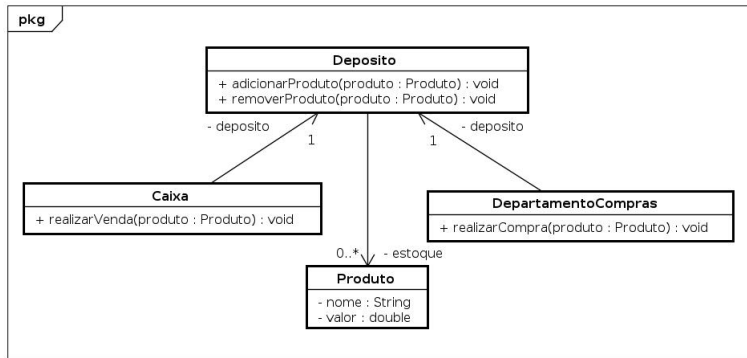 pkg
Deposito
+ adicionarProduto(produto : Produto) : void
+ removerProduto(produto : Produto) : void
- deposito
1
1
- deposito
Caixa
+ realizarVenda(produto : Produto) : void
DepartamentoCompras
+ realizarCompra(produto : Produto) : void
0..*
- estoque
Produto
- nome : String
- valor : double